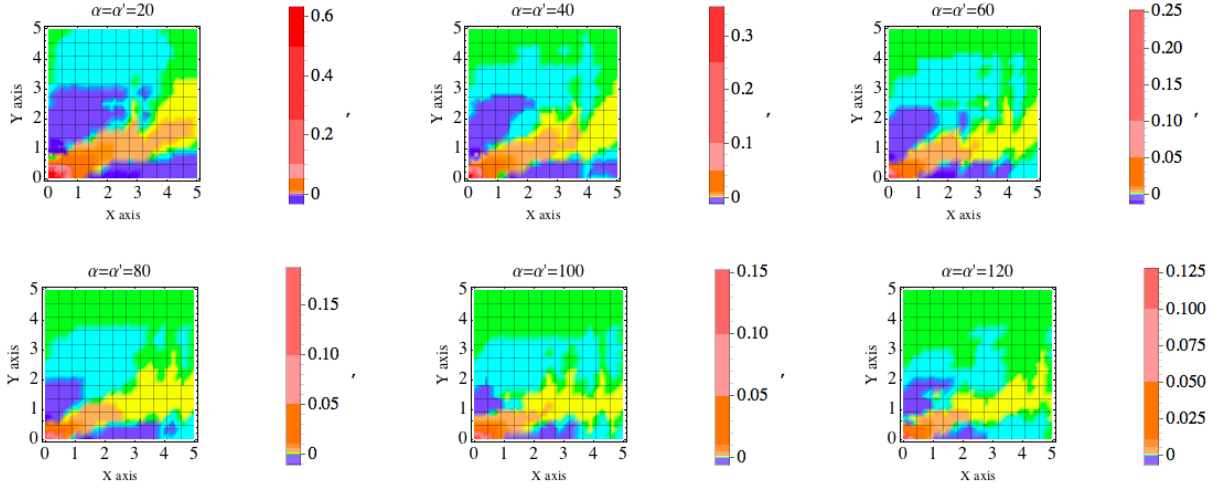 α=α'=20
5
4
3
2
1
0
Y axis
0 1 2 3 4 5
X axis
0.6
0.4
0.2
0
,
α=α'=40
5
4
3
2
1
0
Y axis
0 1 2 3 4 5
X axis
0.3
0.2
0.1
0
,
α=α'=60
5
4
3
2
1
0
Y axis
0 1 2 3 4 5
X axis
0.25
0.20
0.15
0.10
0.05
0
,
α=α'=80
5
4
3
2
1
0
Y axis
0 1 2 3 4 5
X axis
0.15
0.10
0.05
0
,
α=α'=100
5
4
3
2
1
0
Y axis
0 1 2 3 4 5
X axis
0.15
0.10
0.05
0
,
α=α'=120
5
4
3
2
1
0
Y axis
0 1 2 3 4 5
X axis
0.125
0.100
0.075
0.050
0.025
0